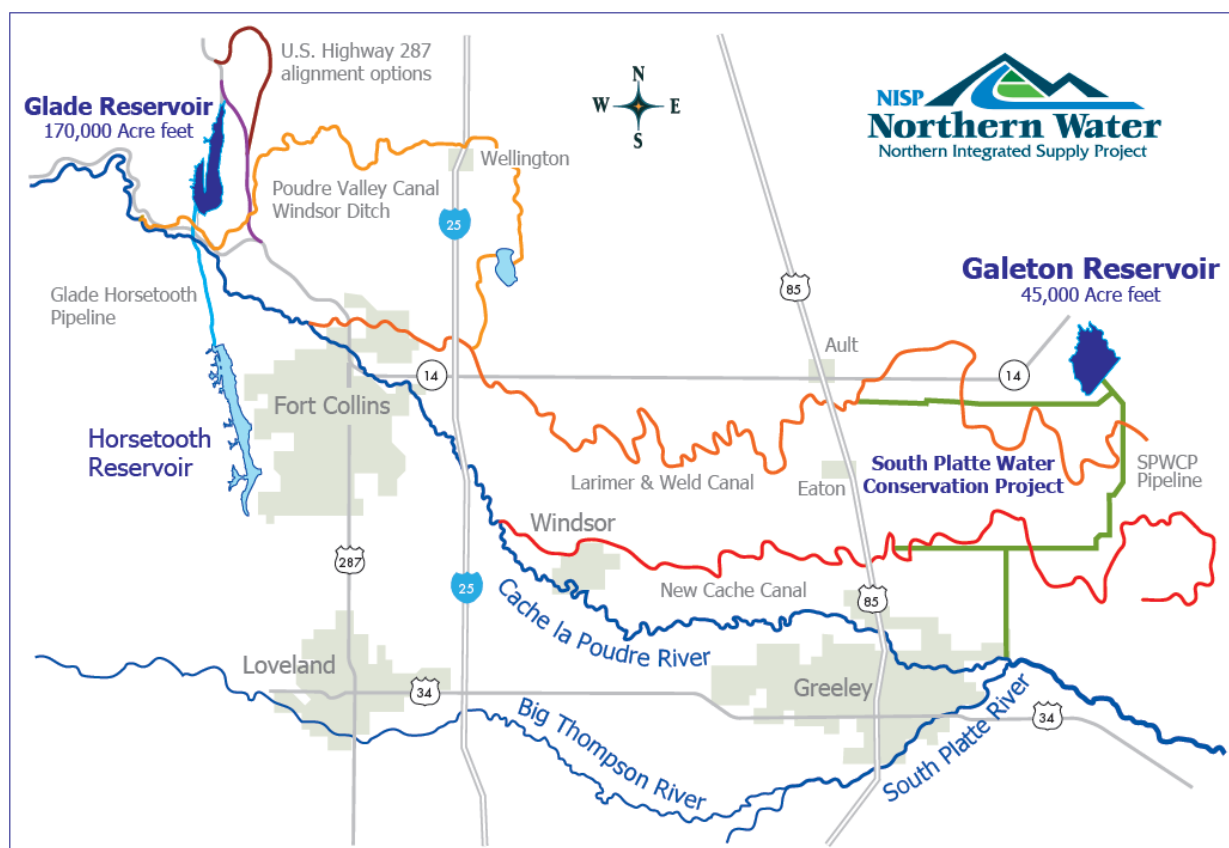 U.S. Highway 287
alignment options
Glade Reservoir
170,000 Acre feet
N
W E
S
NISP
Northern Water
Northern Integrated Supply Project
Wellington
Poudre Valley Canal
Windsor Ditch
25
85
Galeton Reservoir
45,000 Acre feet
Glade Horsetooth
Pipeline
Ault
14
14
Fort Collins
Horsetooth
Reservoir
Larimer & Weld Canal
Eaton
South Platte Water
Conservation Project
SPWCP
Pipeline
Windsor
287
25
New Cache Canal
85
Cache la Poudre River
Loveland
34
Greeley
34
Big Thompson River
South Platte River